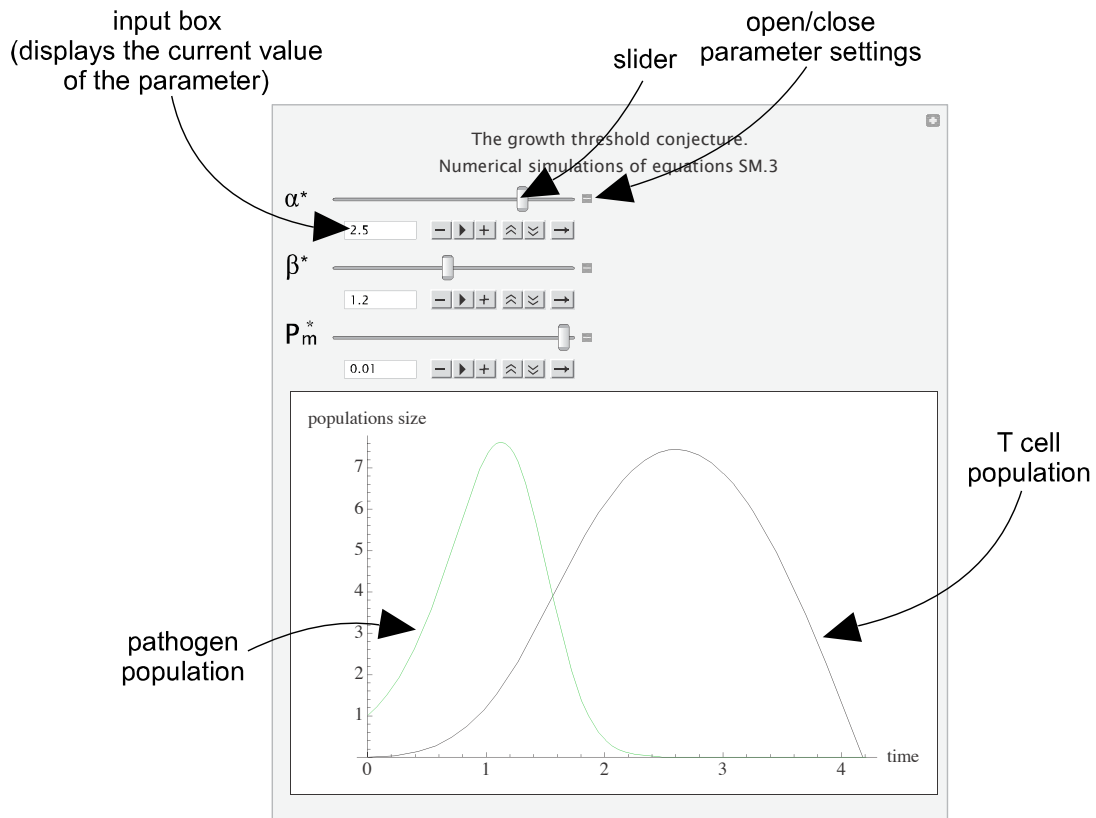 input box
(displays the current value
of the parameter)
slider
open/close
parameter settings
The growth threshold conjecture.
Numerical simulations of equations SM.3
α*
2.5
β*
1.2
P*m
0.01
populations size
7
6
5
4
3
2
1
0 1 2 3 4
time
T cell
population
pathogen
population